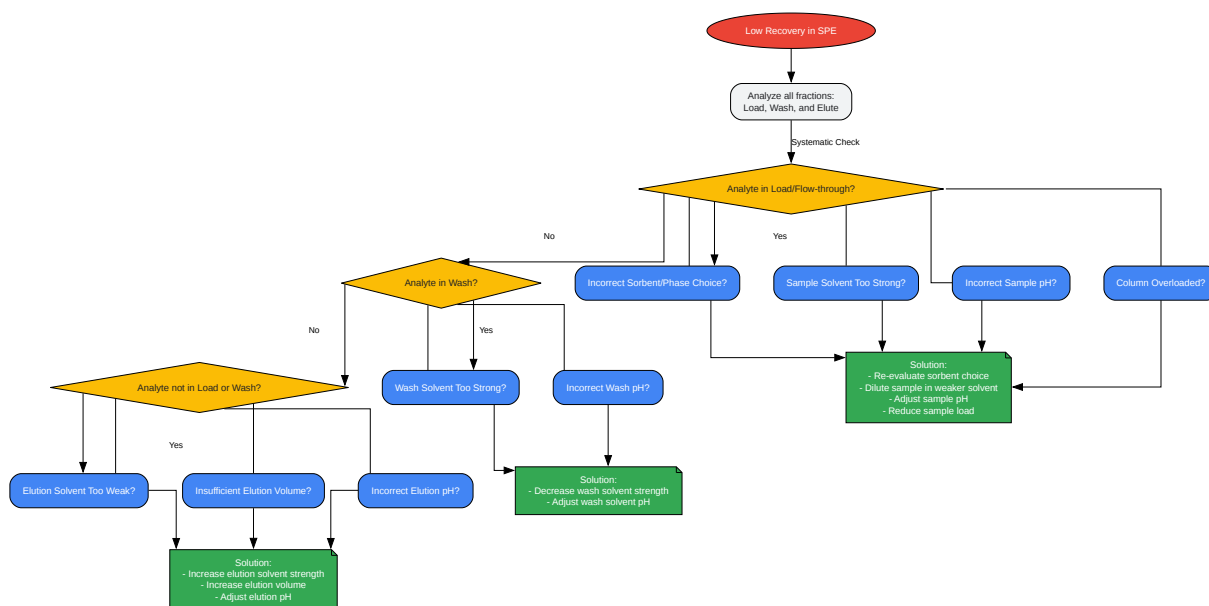 Low Recovery in SPE
Analyze all fractions:
Load, Wash, and Elute
Systematic Check
Analyte in Load/Flow-through?
No
Yes
Analyte in Wash?
Incorrect Sorbent/Phase Choice?
Sample Solvent Too Strong?
Incorrect Sample pH?
Column Overloaded?
No
Yes
Solution:
- Re-evaluate sorbent choice
- Dilute sample in weaker solvent
- Adjust sample pH
- Reduce sample load
Analyte not in Load or Wash?
Wash Solvent Too Strong?
Incorrect Wash pH?
Yes
Elution Solvent Too Weak?
Insufficient Elution Volume?
Incorrect Elution pH?
Solution:
- Decrease wash solvent strength
- Adjust wash solvent pH
Solution:
- Increase elution solvent strength
- Increase elution volume
- Adjust elution pH